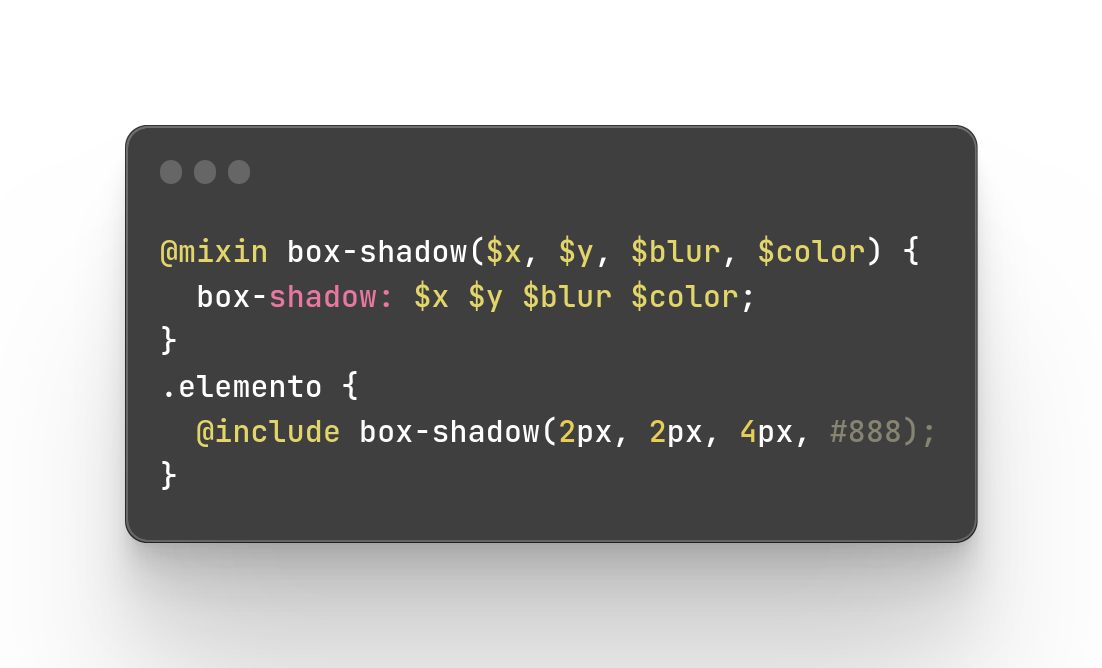 @mixin box-shadow($x, $y, $blur, $color) {
  box-shadow: $x $y $blur $color;
}
.elemento {
  @include box-shadow(2px, 2px, 4px, #888);
}